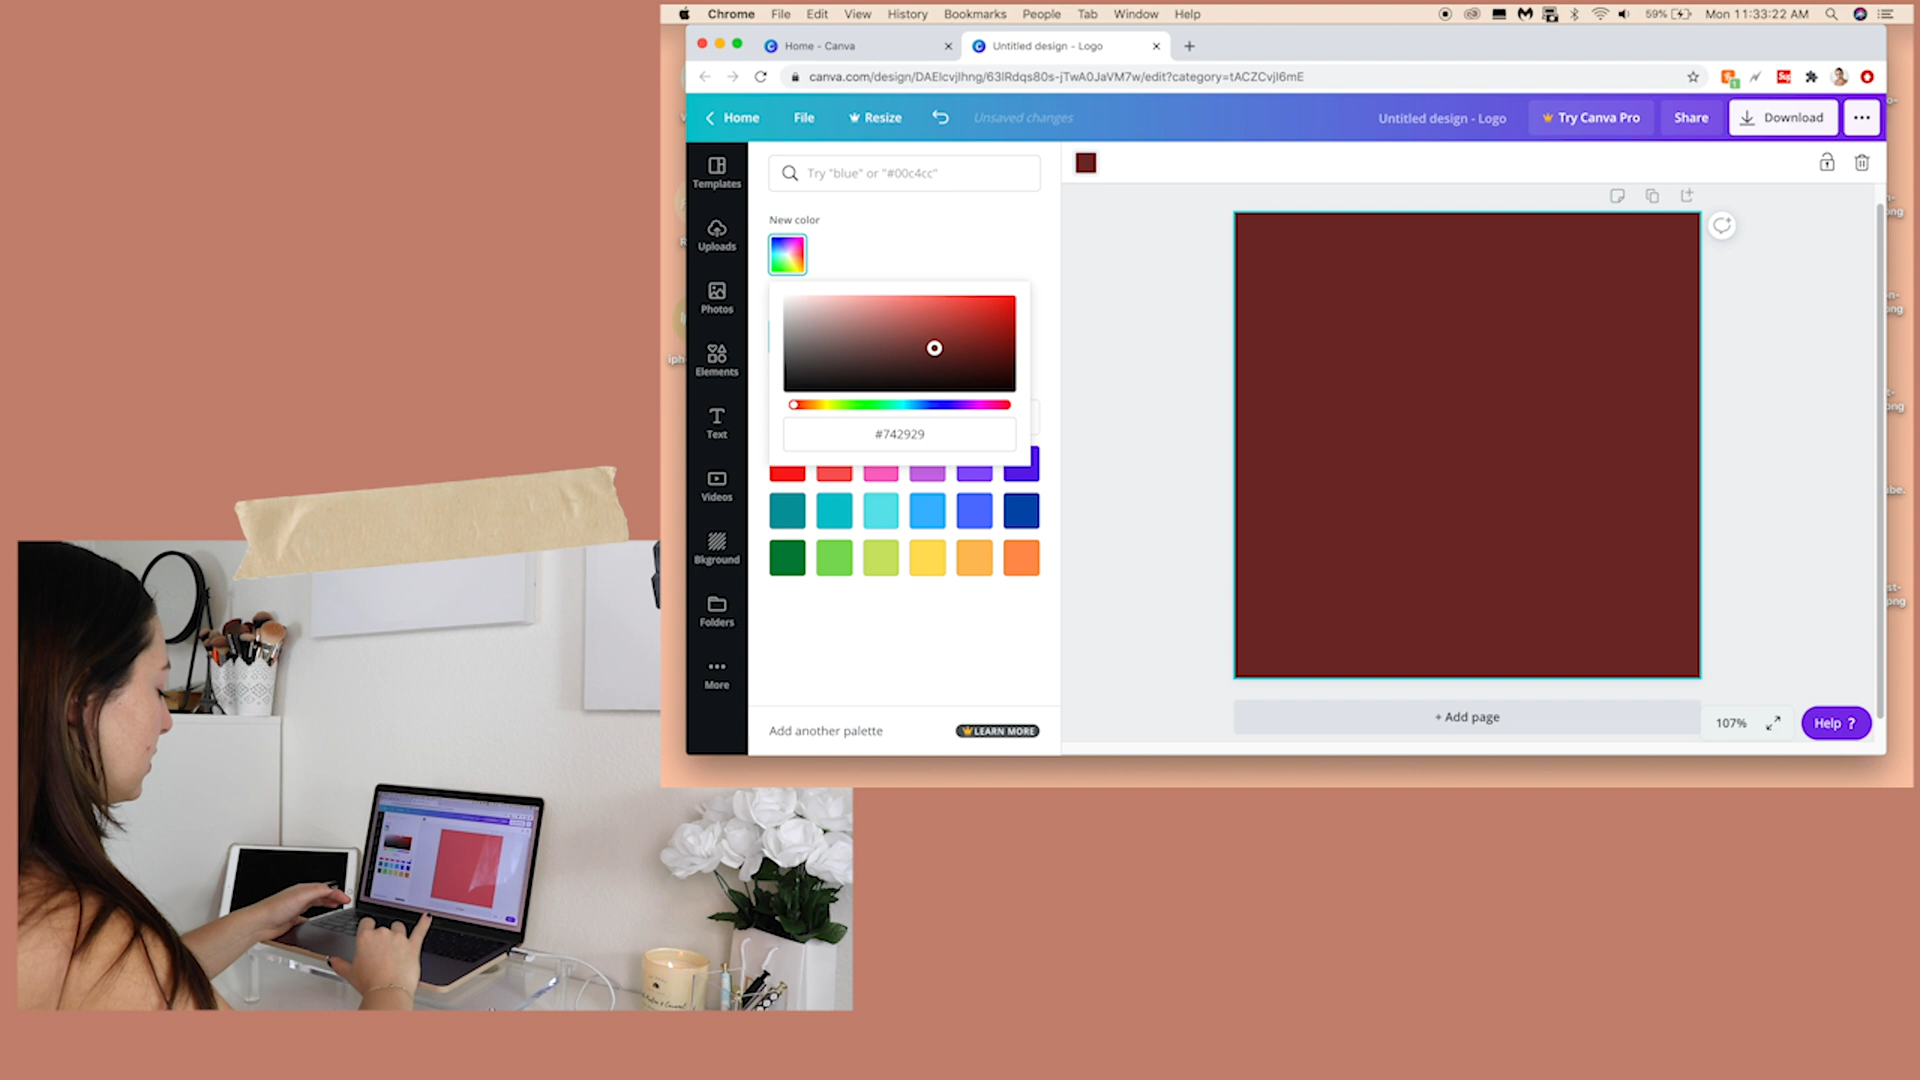 Chrome File Edit View History Bookmarks People Tab Window Help 59% Mon 11:33:22 AM
Home - Canva
Untitled design - Logo
canva.com/design/DAElcvjlhng/63lRdqs80s-jTwA0JaVM7w/edit?category=tACZCvjI6mE
Home File Resize Unsaved changes Untitled design - Logo Try Canva Pro Share Download
Templates
Uploads
Photos
Elements
Text
Videos
Bkground
Folders
More
Try "blue" or "#00c4cc"
New color
#742929
Add another palette LEARN MORE
+ Add page
107%
Help ?